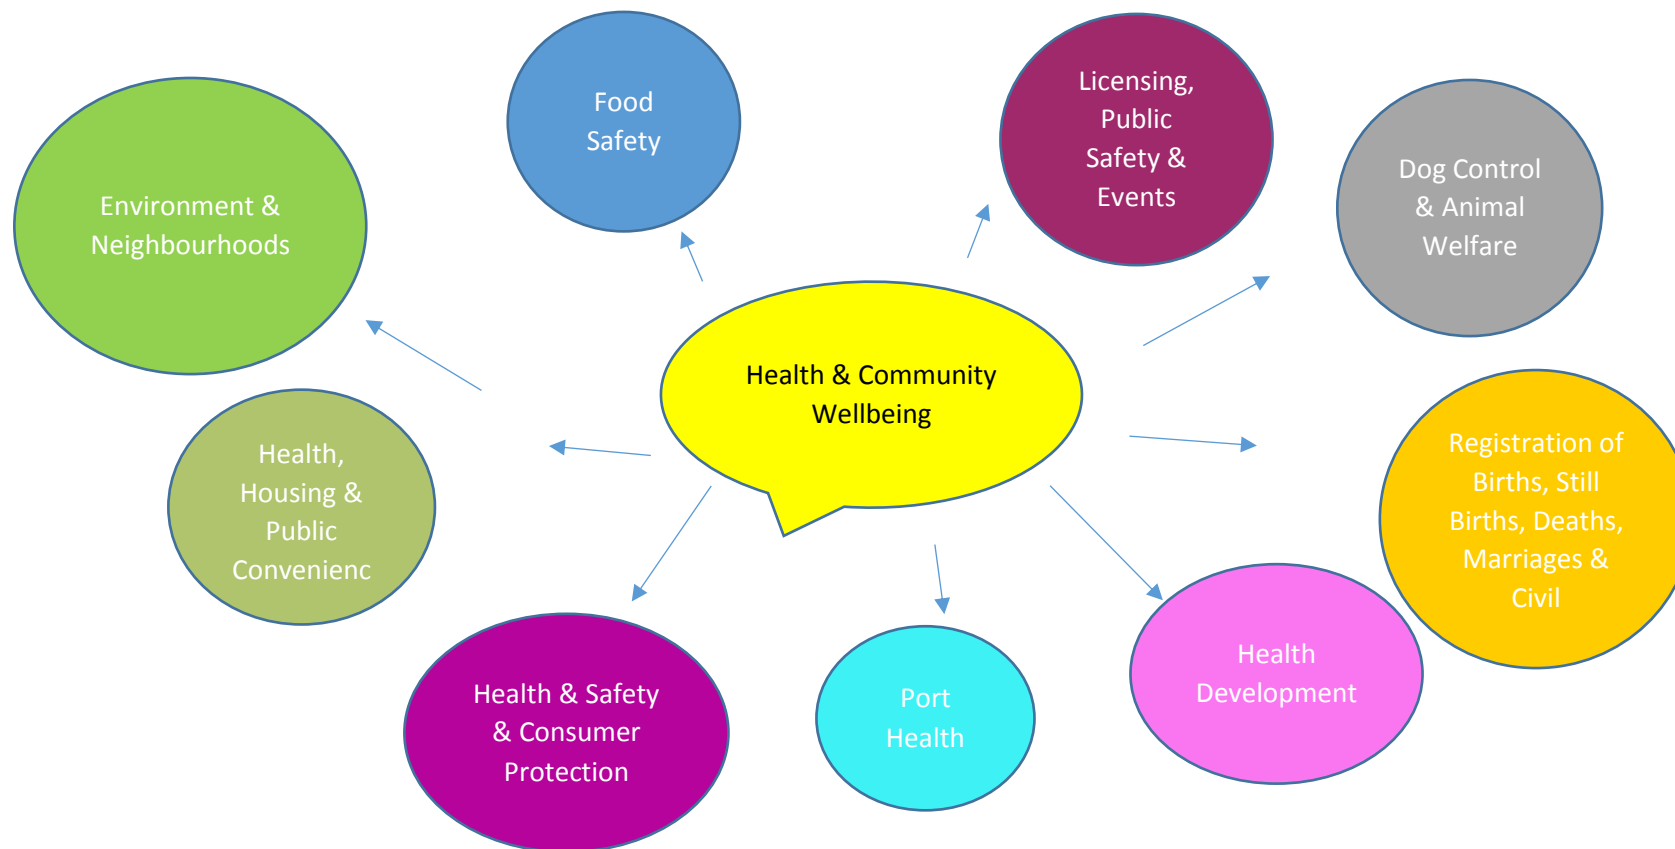 Food
Safety
Licensing,
Public
Safety &
Events
Dog Control
& Animal
Welfare
Environment &
Neighbourhoods
Health & Community
Wellbeing
Health,
Housing &
Public
Convenienc
Registration of
Births, Still
Births, Deaths,
Marriages &
Civil
Health & Safety
& Consumer
Protection
Port
Health
Health
Development